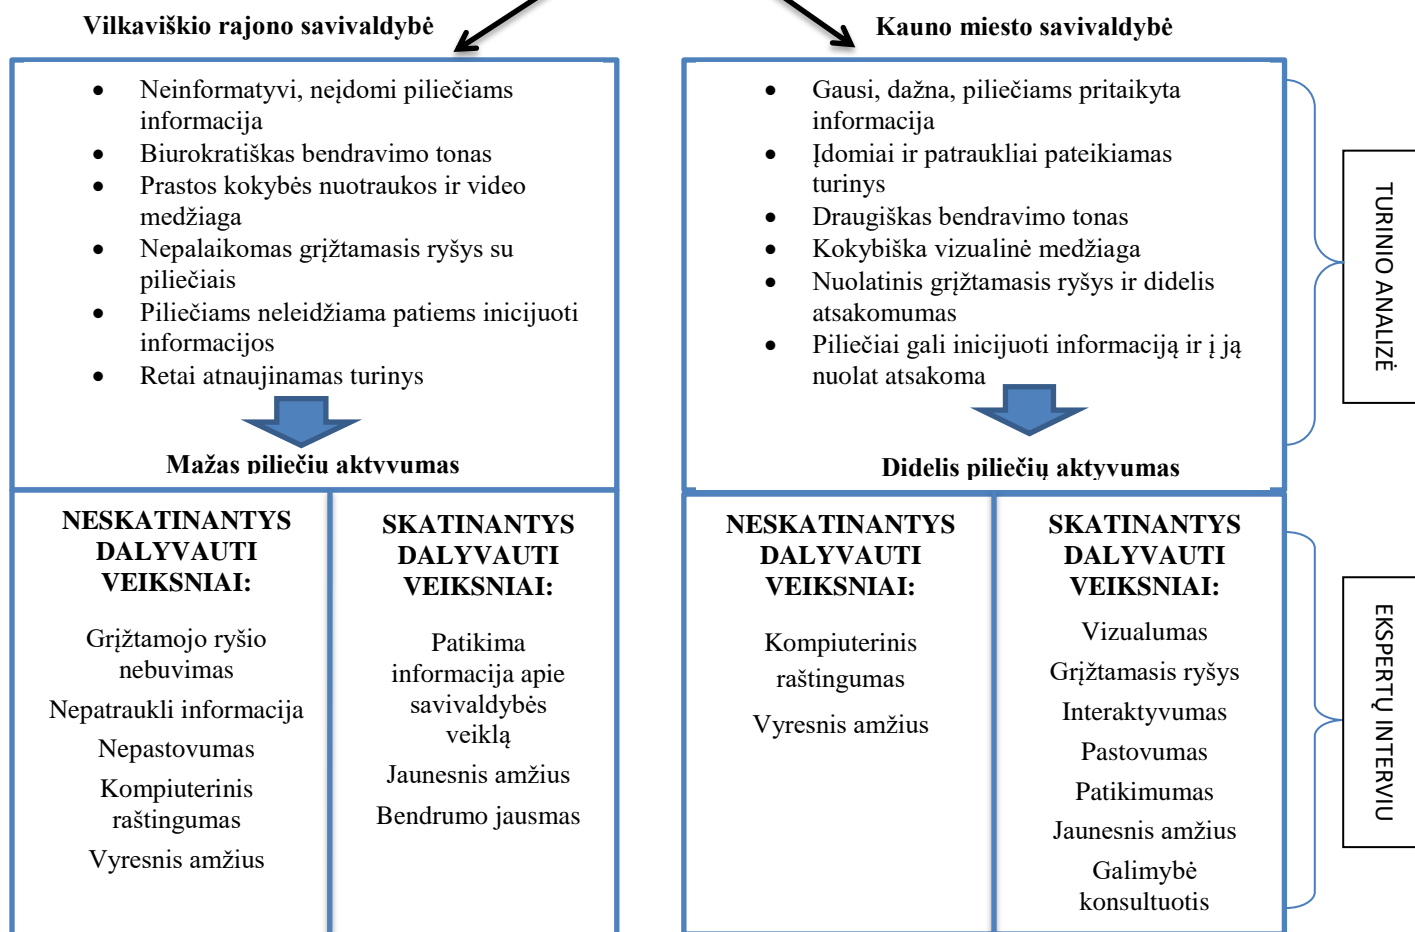 Vilkaviškio rajono savivaldybė
Neinformatyvi, neįdomi piliečiams
informacija
Biurokratiškas bendravimo tonas
Prastos kokybės nuotraukos ir video
medžiaga
Nepalaikomas grįžtamasis ryšys su
piliečiais
Piliečiams neleidžiama patiems inicijuoti
informacijos
Retai atnaujinamas turinys
Mažas piliečių aktyvumas
NESKATINANTYS
DALYVAUTI
VEIKSNIAI:
Grįžtamojo ryšio
nebuvimas
Nepatraukli informacija
Nepastovumas
Kompiuterinis
raštingumas
Vyresnis amžius
SKATINANTYS
DALYVAUTI
VEIKSNIAI:
Patikima
informacija apie
savivaldybės
veiklą
Jaunesnis amžius
Bendrumo jausmas
Kauno miesto savivaldybė
Gausi, dažna, piliečiams pritaikyta
informacija
Įdomiai ir patraukliai pateikiamas
turinys
Draugiškas bendravimo tonas
Kokybiška vizualinė medžiaga
Nuolatinis grįžtamasis ryšys ir didelis
atsakomumas
Piliečiai gali inicijuoti informaciją ir į ją
nuolat atsakoma
Didelis piliečių aktyvumas
NESKATINANTYS
DALYVAUTI
VEIKSNIAI:
Kompiuterinis
raštingumas
Vyresnis amžius
SKATINANTYS
DALYVAUTI
VEIKSNIAI:
Vizualumas
Grįžtamasis ryšys
Interaktyvumas
Pastovumas
Patikimumas
Jaunesnis amžius
Galimybė
konsultuotis
TURINIO ANALIZĖ
EKSPERTŲ INTERVIU